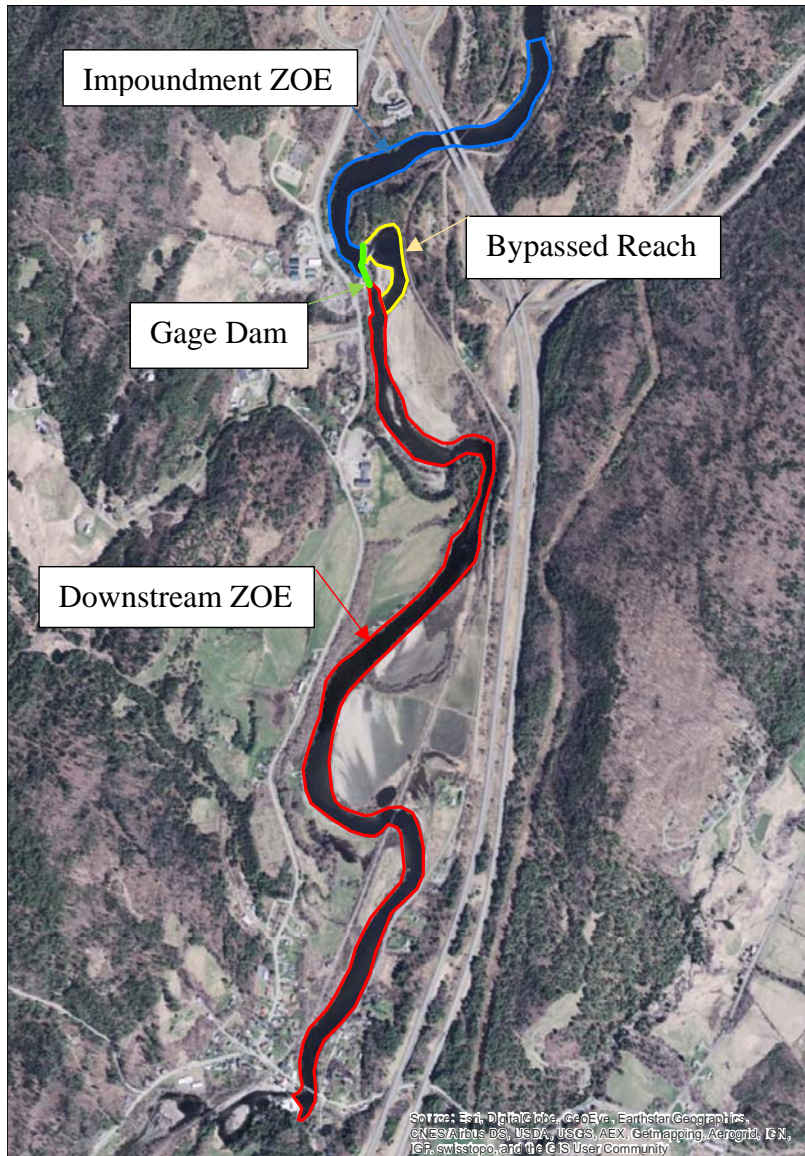 Impoundment ZOE
Bypassed Reach
Gage Dam
Downstream ZOE
Source: Esri, DigitalGlobe, GeoEye, Earthstar Geographics,
CNES/Airbus DS, USDA, USGS, AEX, Getmapping, Aerogrid, IGN,
IGP, swisstopo, and the GIS User Community